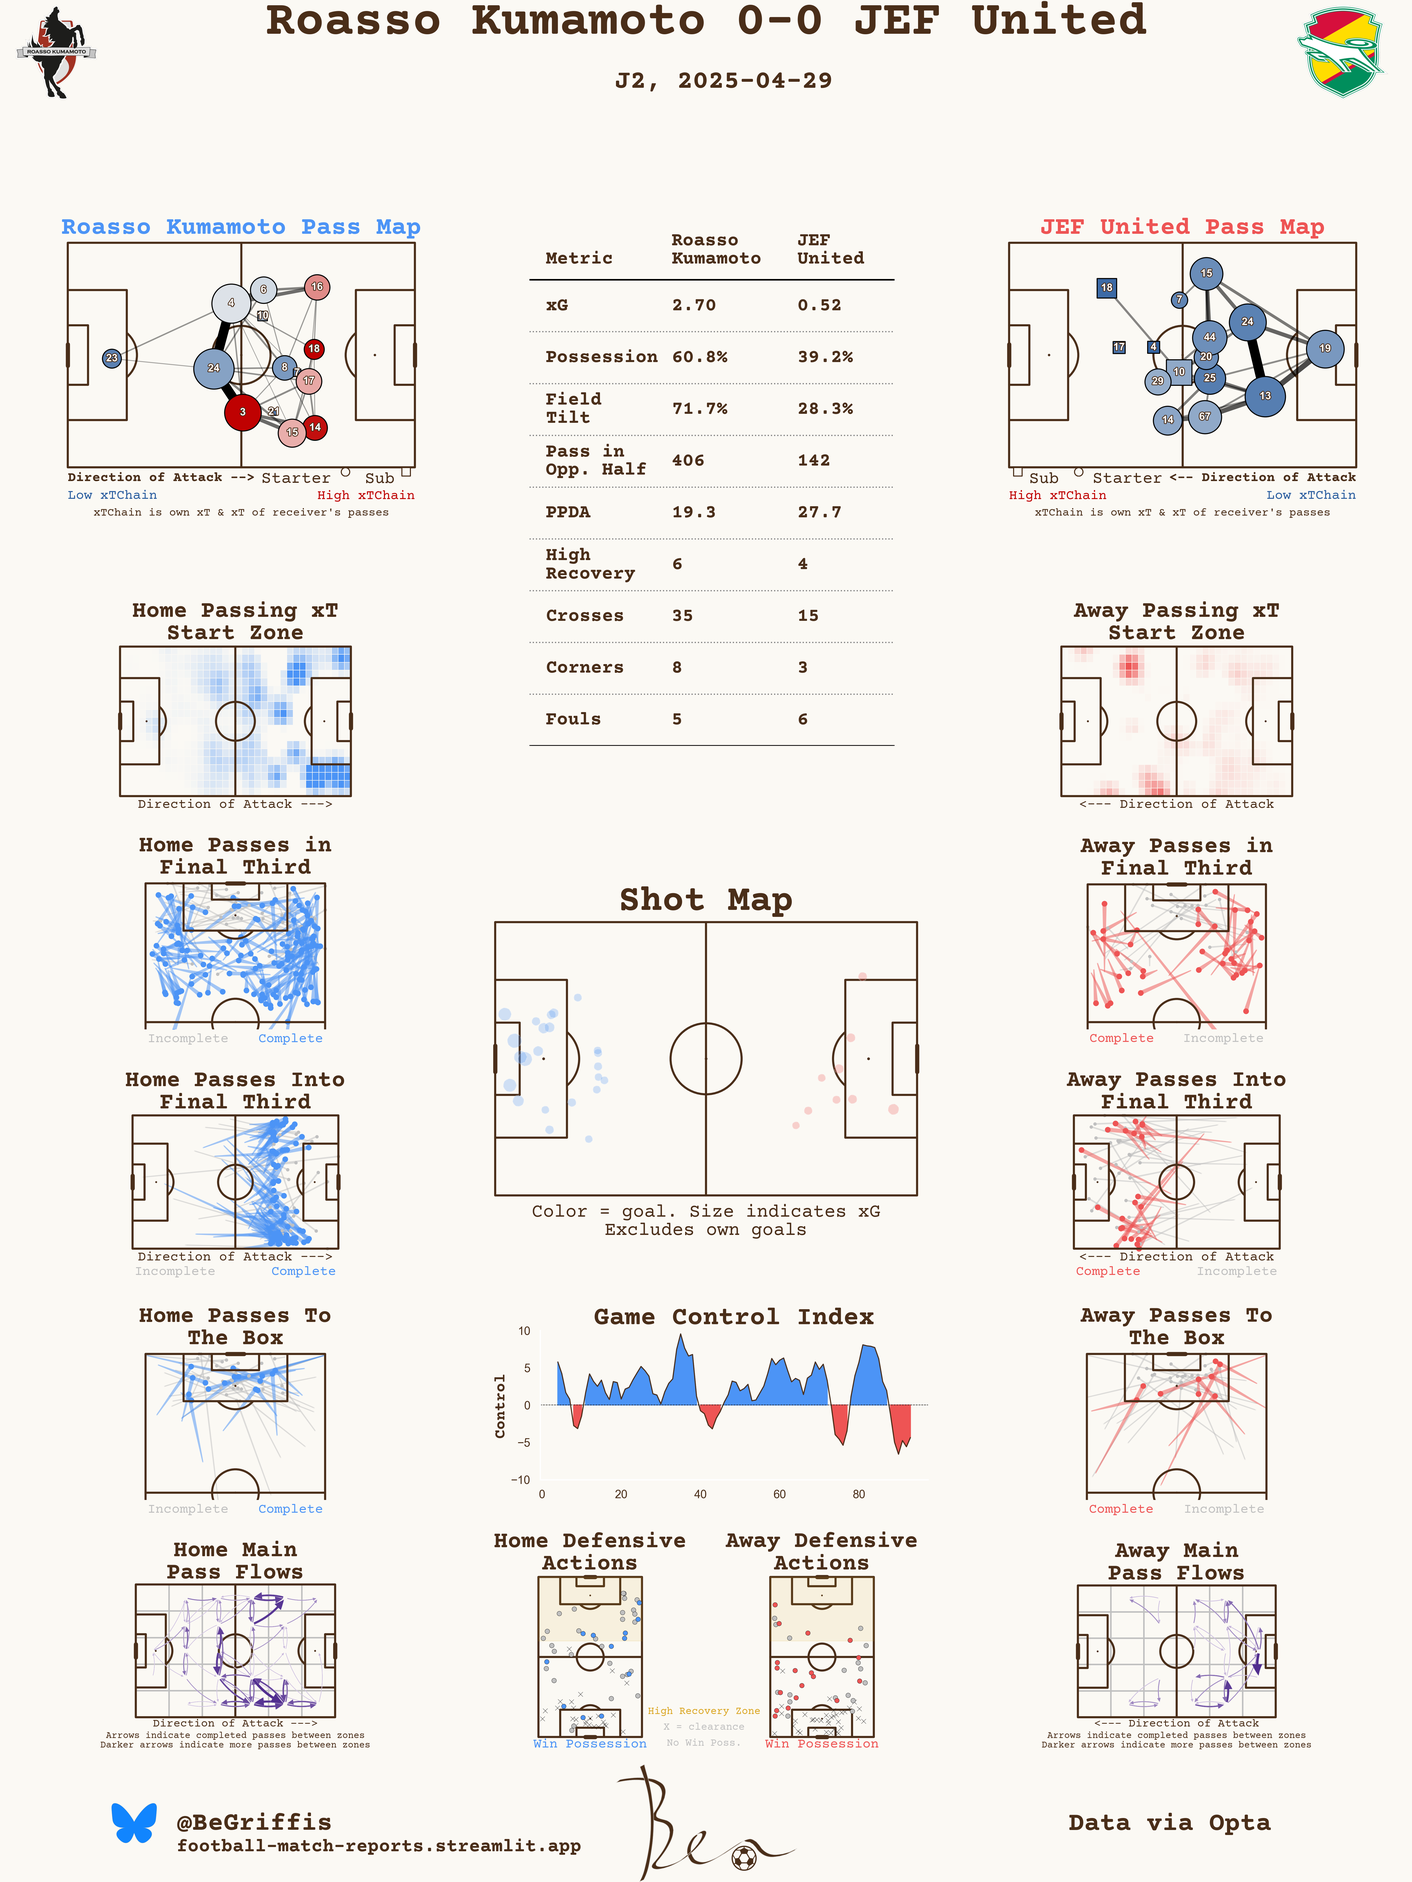 Roasso Kumamoto 0-0 JEF United
J2, 2025-04-29
ROASSO KUMAMOTO
Roasso Kumamoto Pass Map
23
4
24
3
6
10
16
18
8
7
17
21
15
14
Direction of Attack --> Starter Sub
Low xTChain High xTChain
xTChain is own xT & xT of receiver's passes
Metric Roasso Kumamoto JEF United
xG 2.70 0.52
Possession 60.8% 39.2%
Field Tilt 71.7% 28.3%
Pass in Opp. Half 406 142
PPDA 19.3 27.7
High Recovery 6 4
Crosses 35 15
Corners 8 3
Fouls 5 6
JEF United Pass Map
18
15
7
24
44
17
4
20
19
10
29
25
13
14
67
Sub Starter <-- Direction of Attack
High xTChain Low xTChain
xTChain is own xT & xT of receiver's passes
Home Passing xT
Start Zone
Direction of Attack --->
Away Passing xT
Start Zone
<--- Direction of Attack
Home Passes in
Final Third
Incomplete Complete
Away Passes in
Final Third
Complete Incomplete
Shot Map
Color = goal. Size indicates xG
Excludes own goals
Home Passes Into
Final Third
Direction of Attack --->
Incomplete Complete
Away Passes Into
Final Third
<--- Direction of Attack
Complete Incomplete
Home Passes To
The Box
Incomplete Complete
Game Control Index
Control
10
5
0
−5
−10
0 20 40 60 80
Away Passes To
The Box
Complete Incomplete
Home Main
Pass Flows
Direction of Attack --->
Arrows indicate completed passes between zones
Darker arrows indicate more passes between zones
Home Defensive
Actions
Win Possession
High Recovery Zone
X = clearance
No Win Poss.
Away Defensive
Actions
Win Possession
Away Main
Pass Flows
<--- Direction of Attack
Arrows indicate completed passes between zones
Darker arrows indicate more passes between zones
@BeGriffis
football-match-reports.streamlit.app
Ben
Data via Opta